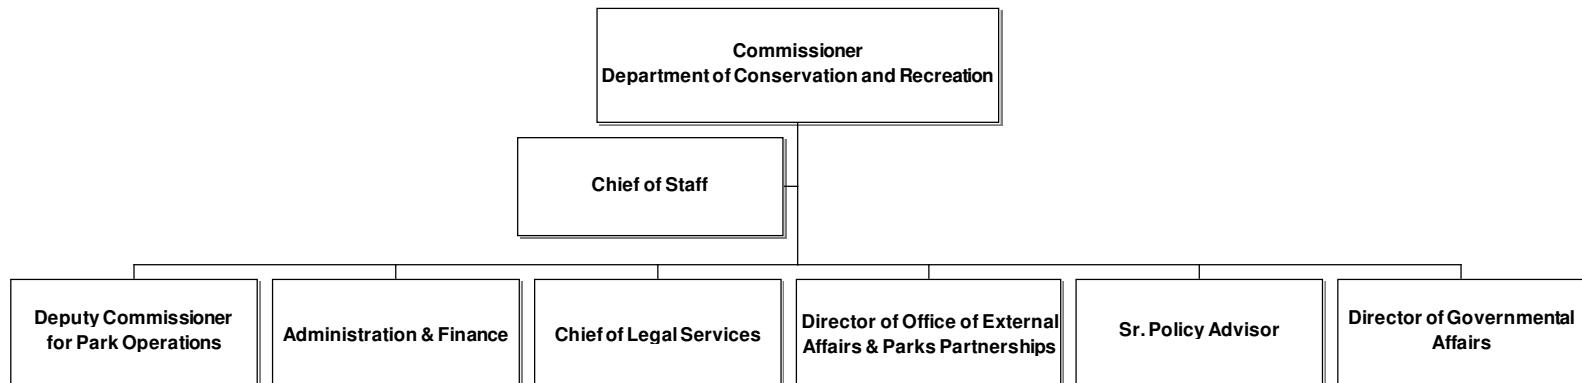 Commissioner
Department of Conservation and Recreation
Chief of Staff
Deputy Commissioner
for Park Operations
Administration & Finance
Chief of Legal Services
Director of Office of External
Affairs & Parks Partnerships
Sr. Policy Advisor
Director of Governmental
Affairs